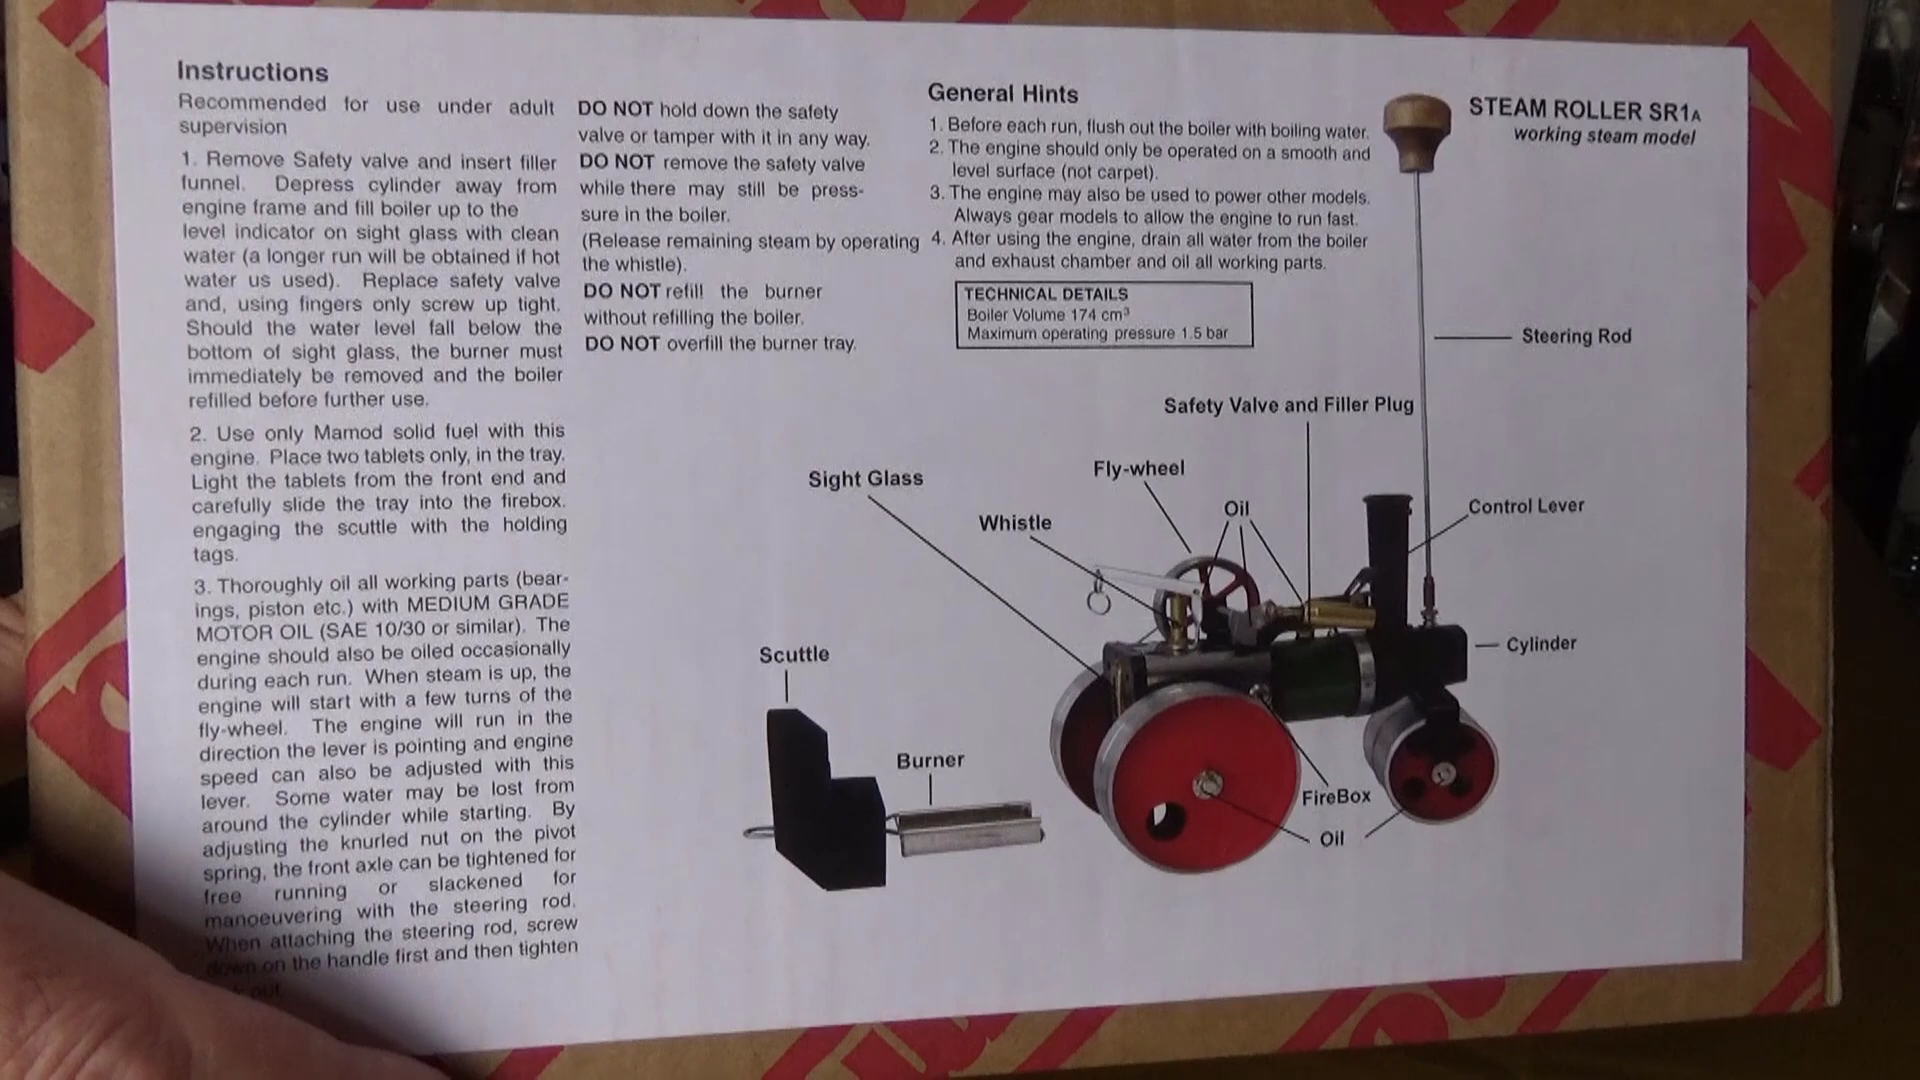 Instructions
Recommended for use under adult
supervision
1. Remove Safety valve and insert filler
funnel. Depress cylinder away from
engine frame and fill boiler up to the
level indicator on sight glass with clean
water (a longer run will be obtained if hot
water us used). Replace safety valve
and, using fingers only screw up tight.
Should the water level fall below the
bottom of sight glass, the burner must
immediately be removed and the boiler
refilled before further use.
2. Use only Mamod solid fuel with this
engine. Place two tablets only, in the tray.
Light the tablets from the front end and
carefully slide the tray into the firebox.
engaging the scuttle with the holding
tags.
3. Thoroughly oil all working parts (bear-
ings, piston etc.) with MEDIUM GRADE
MOTOR OIL (SAE 10/30 or similar). The
engine should also be oiled occasionally
during each run. When steam is up, the
engine will start with a few turns of the
fly-wheel. The engine will run in the
direction the lever is pointing and engine
speed can also be adjusted with this
lever. Some water may be lost from
around the cylinder while starting. By
adjusting the knurled nut on the pivot
spring, the front axle can be tightened for
free running or slackened for
manoeuvering with the steering rod.
When attaching the steering rod, screw
down on the handle first and then tighten
DO NOT hold down the safety
valve or tamper with it in any way.
DO NOT remove the safety valve
while there may still be press-
sure in the boiler.
(Release remaining steam by operating
the whistle).
DO NOT refill the burner
without refilling the boiler.
DO NOT overfill the burner tray.
General Hints
1. Before each run, flush out the boiler with boiling water.
2. The engine should only be operated on a smooth and
level surface (not carpet).
3. The engine may also be used to power other models.
Always gear models to allow the engine to run fast.
4. After using the engine, drain all water from the boiler
and exhaust chamber and oil all working parts.
TECHNICAL DETAILS
Boiler Volume 174 cm³
Maximum operating pressure 1.5 bar
STEAM ROLLER SR1A
working steam model
Steering Rod
Safety Valve and Filler Plug
Fly-wheel
Sight Glass
Oil
Control Lever
Whistle
Cylinder
Scuttle
Burner
FireBox
Oil